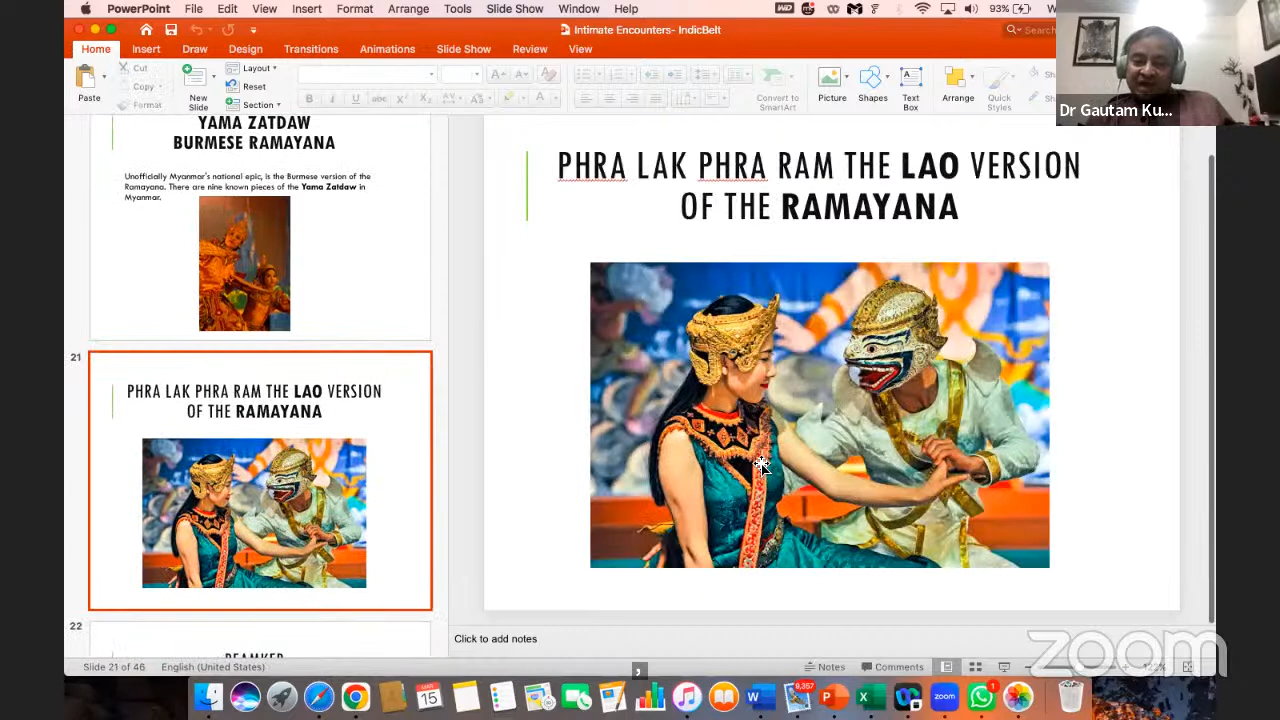 PowerPoint File Edit View Insert Format Arrange Tools Slide Show Window Help 93%
Intimate Encounters- IndicBelt
Search
Home Insert Draw Design Transitions Animations Slide Show Review View
Paste
Cut
Copy
Format
New
Slide
Layout
Reset
Section
Convert to
SmartArt
Picture
Shapes
Text
Box
Arrange
Quick
Styles
Dr Gautam Ku...
YAMA ZATDAW
BURMESE RAMAYANA
Unofficially Myanmar's national epic, is the Burmese version of the
Ramayana. There are nine known pieces of the Yama Zatdaw in
Myanmar.
21
PHRA LAK PHRA RAM THE LAO VERSION
OF THE RAMAYANA
22
PHRA LAK PHRA RAM THE LAO VERSION
OF THE RAMAYANA
Click to add notes
Slide 21 of 46 English (United States)
Notes Comments
zoom
15
9,357
zoom
1